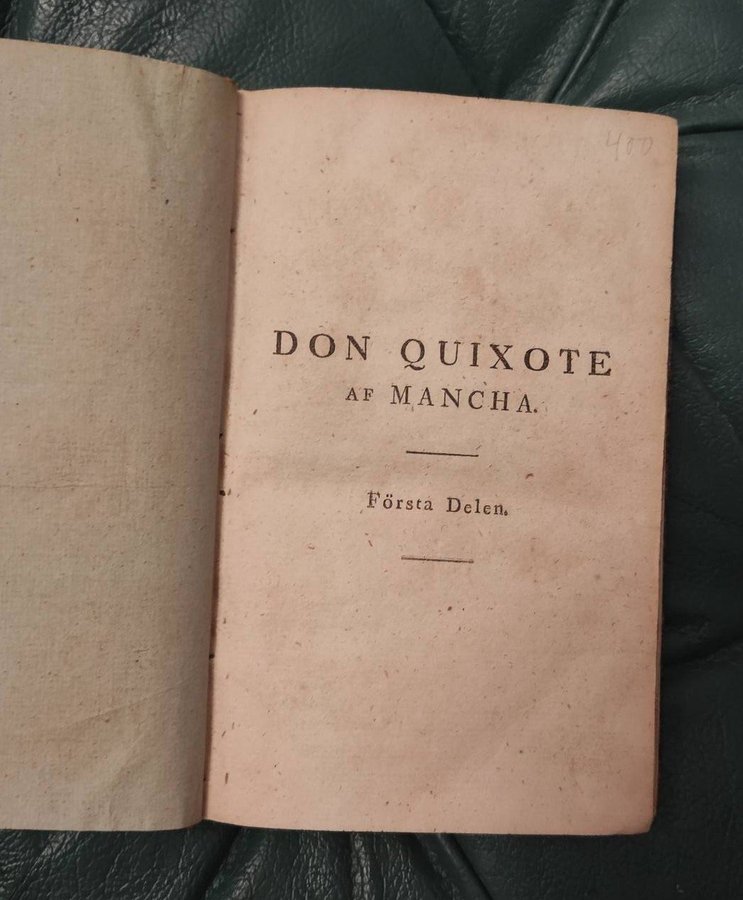 400
DON QUIXOTE
AF MANCHA.
Första Delen.